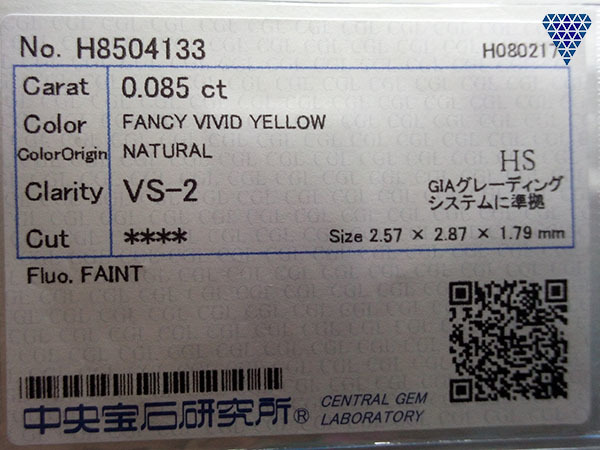 No. H8504133 H080217
Carat 0.085 ct
Color FANCY VIVID YELLOW
ColorOrigin NATURAL
HS
Clarity VS-2
GIAグレーディング
システムに準拠
Cut **** Size 2.57 × 2.87 × 1.79 mm
Fluo. FAINT
中央宝石研究所® CENTRAL GEM
LABORATORY